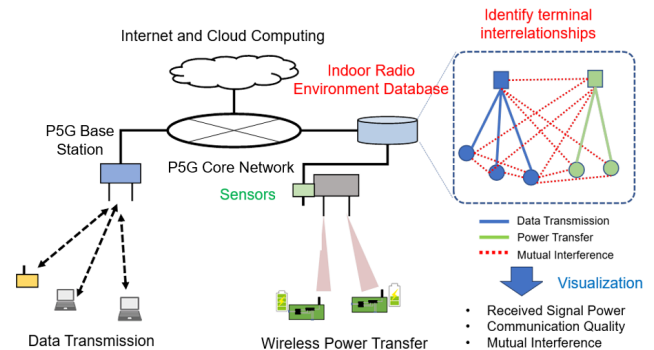 Identify terminal
interrelationships
Internet and Cloud Computing
Indoor Radio
Environment Database
P5G Base
Station
P5G Core Network
Sensors
Data Transmission
Power Transfer
Mutual Interference
Visualization
• Received Signal Power
• Communication Quality
• Mutual Interference
Data Transmission
Wireless Power Transfer